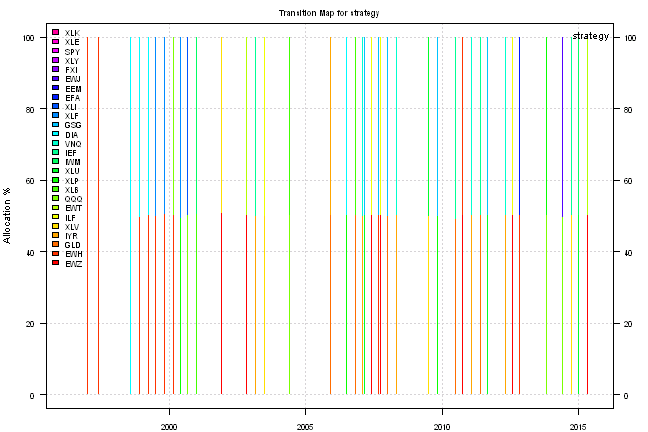 Transition Map for strategy
strategy
XLK
XLE
SPY
XLY
FXI
EWJ
EEM
EFA
XLI
XLF
GSG
DIA
VNQ
IEF
IWM
XLU
XLP
XLB
QQQ
EWT
ILF
XLV
IYR
GLD
EWH
EWZ
Allocation %
100
80
60
40
20
0
100
80
60
40
20
0
2000
2005
2010
2015